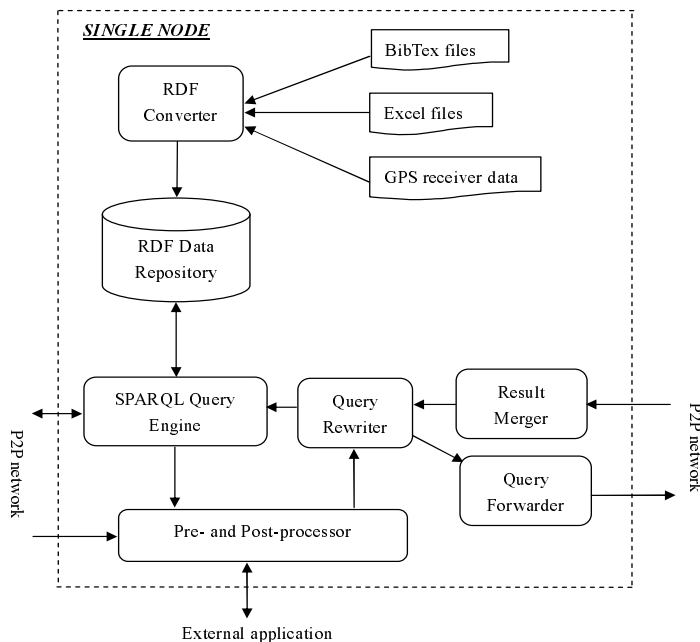 SINGLE NODE
BibTex files
RDF
Converter
Excel files
GPS receiver data
RDF Data
Repository
SPARQL Query
Engine
Query
Rewriter
Result
Merger
P2P network
P2P network
Query
Forwarder
Pre- and Post-processor
External application